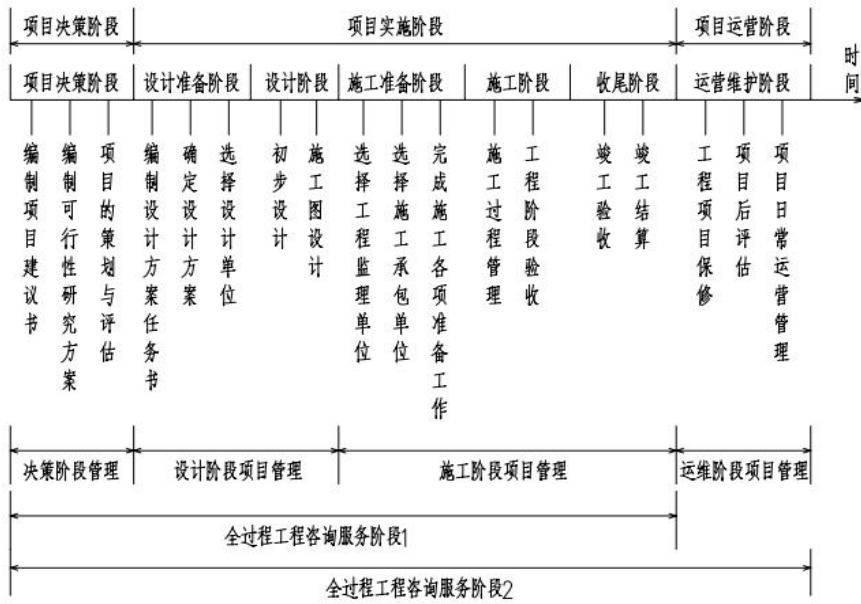 项目决策阶段
项目实施阶段
项目运营阶段
项目决策阶段
设计准备阶段
设计阶段
施工准备阶段
施工阶段
收尾阶段
运营维护阶段
时间
编制项目建议书
编制可行性研究方案
项目的策划与评估
编制设计方案任务书
确定设计方案
选择设计单位
初步设计
施工图设计
选择工程监理单位
选择施工承包单位
完成施工各项准备工作
施工过程管理
工程阶段验收
竣工验收
竣工结算
工程项目保修
项目后评估
项目日常运营管理
决策阶段管理
设计阶段项目管理
施工阶段项目管理
运维阶段项目管理
全过程工程咨询服务阶段1
全过程工程咨询服务阶段2